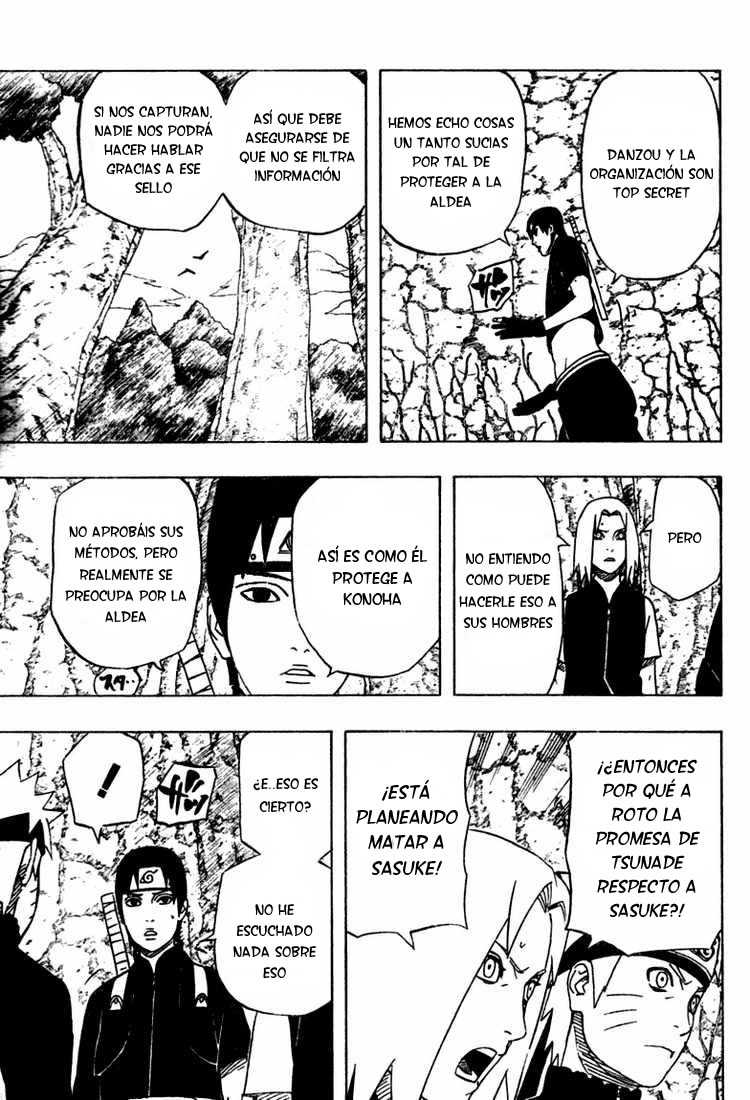 DANZOU Y LA
ORGANIZACIÓN SON
TOP SECRET
HEMOS ECHO COSAS
UN TANTO SUCIAS
POR TAL DE
PROTEGER A LA
ALDEA
ASÍ QUE DEBE
ASEGURARSE DE
QUE NO SE FILTRA
INFORMACIÓN
SI NOS CAPTURAN,
NADIE NOS PODRÁ
HACER HABLAR
GRACIAS A ESE
SELLO
PERO
NO ENTIENDO
COMO PUEDE
HACERLE ESO A
SUS HOMBRES
ASÍ ES COMO ÉL
PROTEGE A
KONOHA
NO APROBÁIS SUS
MÉTODOS, PERO
REALMENTE SE
PREOCUPA POR LA
ALDEA
¡¿ENTONCES
POR QUÉ A
ROTO LA
PROMESA DE
TSUNADE
RESPECTO A
SASUKE?!
¡ESTÁ
PLANEANDO
MATAR A
SASUKE!
¿E..ESO ES
CIERTO?
NO HE
ESCUCHADO
NADA SOBRE
ESO
!